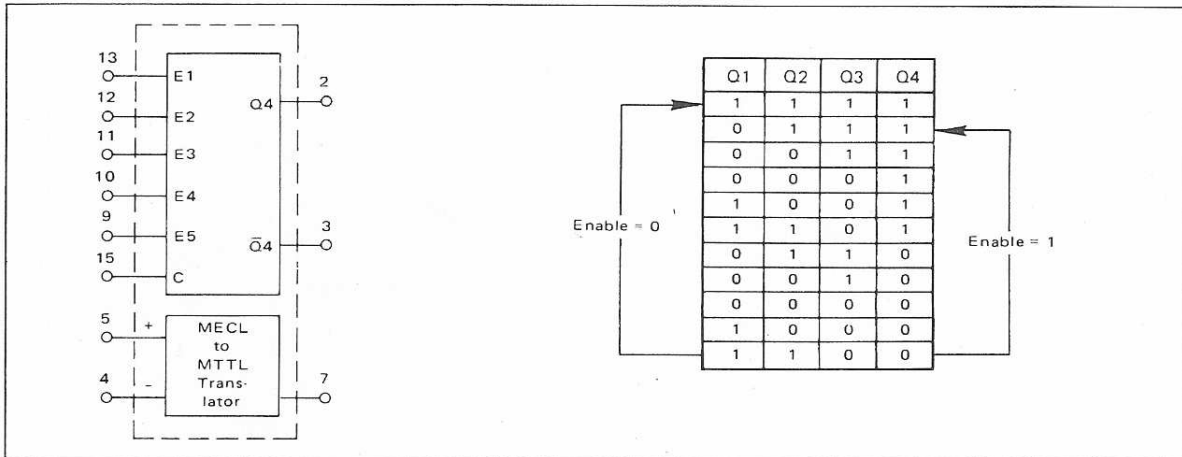 13
E1
12
E2
11
E3
10
E4
9
E5
15
C
Q4
2
Q̅4
3
5
+
4
-
MECL
to
MTTL
Trans-
lator
7
Enable = 0
Q1 Q2 Q3 Q4
1 1 1 1
0 1 1 1
0 0 1 1
0 0 0 1
1 0 0 1
1 1 0 1
0 1 1 0
0 0 1 0
0 0 0 0
1 0 0 0
1 1 0 0
Enable = 1